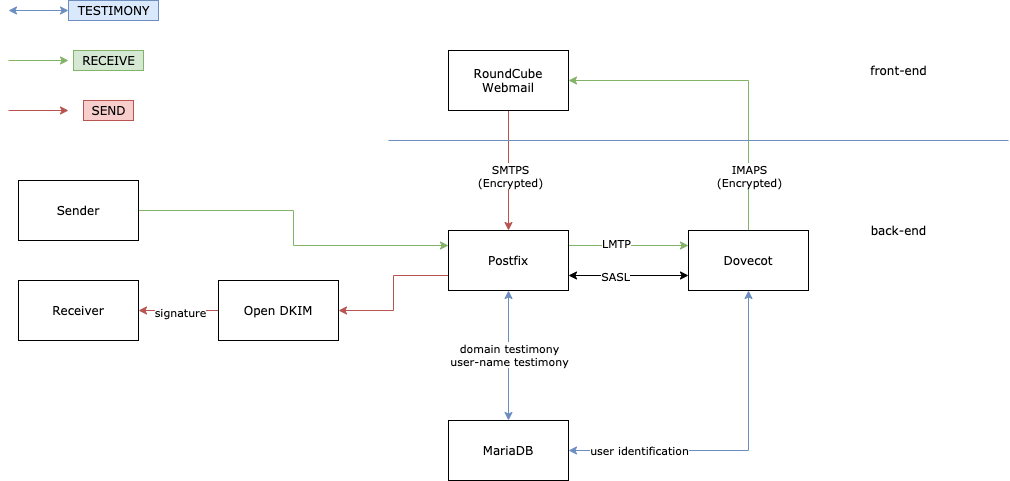 TESTIMONY
RECEIVE
SEND
RoundCube
Webmail
front-end
SMTPS
(Encrypted)
IMAPS
(Encrypted)
Sender
back-end
Postfix
LMTP
SASL
Dovecot
Receiver
signature
Open DKIM
domain testimony
user-name testimony
MariaDB
user identification